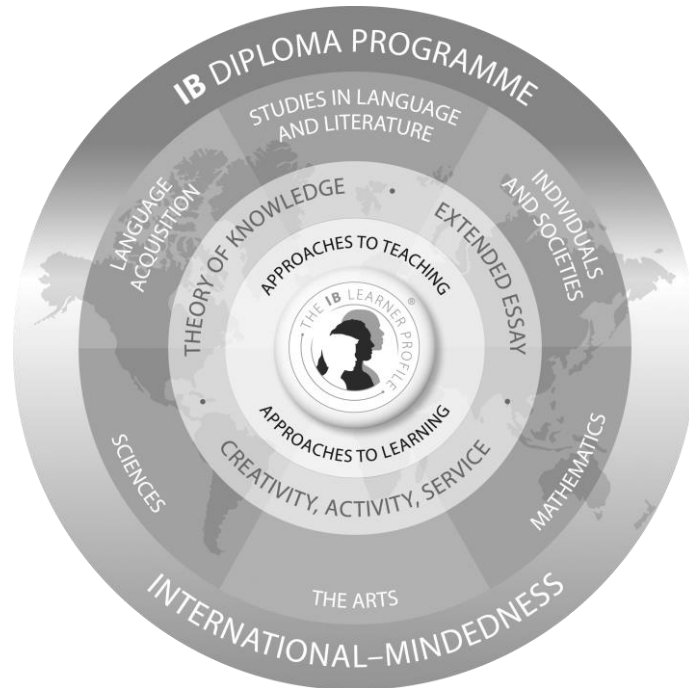 IB DIPLOMA PROGRAMME
STUDIES IN LANGUAGE
AND LITERATURE
LANGUAGE
ACQUISITION
INDIVIDUALS
AND SOCIETIES
THEORY OF KNOWLEDGE
EXTENDED ESSAY
APPROACHES TO TEACHING
THE IB LEARNER PROFILE
®
APPROACHES TO LEARNING
CREATIVITY, ACTIVITY, SERVICE
SCIENCES
MATHEMATICS
THE ARTS
INTERNATIONAL–MINDEDNESS